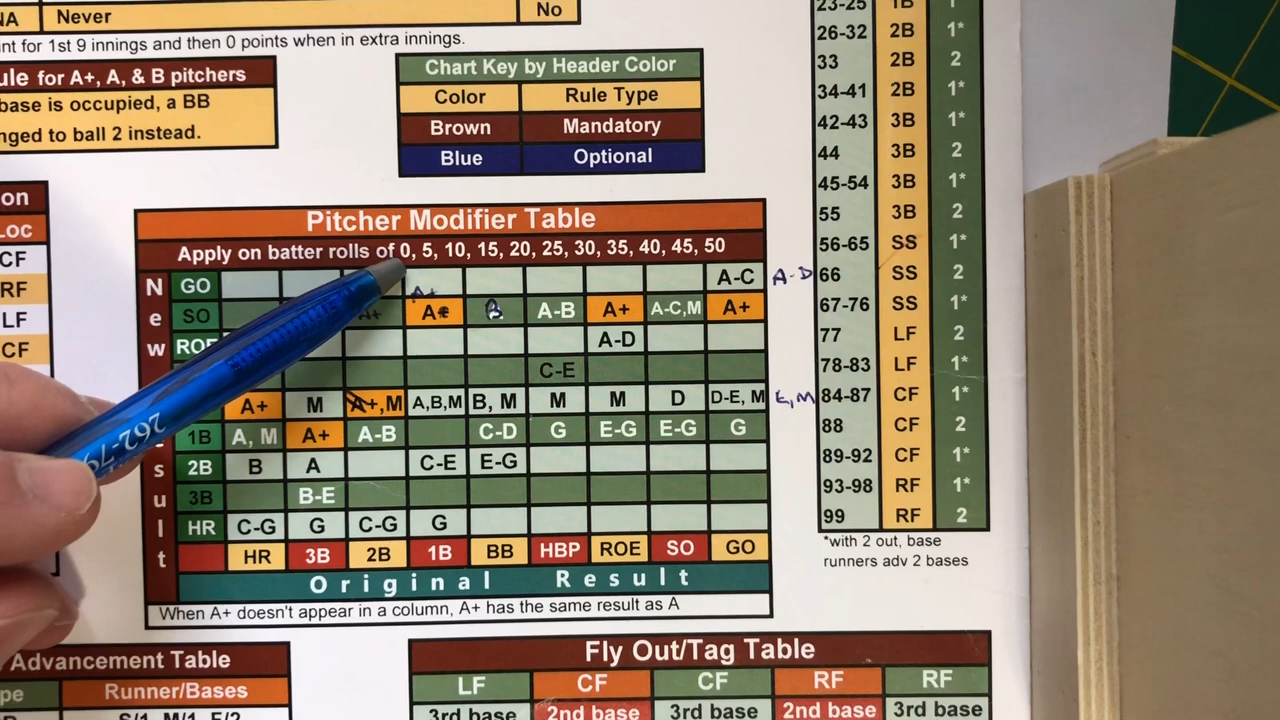 NA Never No
int for 1st 9 innings and then 0 points when in extra innings.
ule for A+, A, & B pitchers
base is occupied, a BB
nged to ball 2 instead.
Chart Key by Header Color
Color Rule Type
Brown Mandatory
Blue Optional
on
LOC
CF
RF
LF
CF
Pitcher Modifier Table
Apply on batter rolls of 0, 5, 10, 15, 20, 25, 30, 35, 40, 45, 50
N GO A-C A-D
e SO A+ A-B A+ A-C,M A+
w ROE A-D
C-E
A+ M A+,M A,B,M B, M M M D D-E, M E,M
1B A, M A+ A-B C-D G E-G E-G G
s 2B B A C-E E-G
u 3B B-E
l HR C-G G C-G G
t HR 3B 2B 1B BB HBP ROE SO GO
Original Result
When A+ doesn't appear in a column, A+ has the same result as A
23-25 1B 1
26-32 2B 1*
33 2B 2
34-41 2B 1*
42-43 3B 1*
44 3B 2
45-54 3B 1*
55 3B 2
56-65 SS 1*
66 SS 2
67-76 SS 1*
77 LF 2
78-83 LF 1*
84-87 CF 1*
88 CF 2
89-92 CF 1*
93-98 RF 1*
99 RF 2
*with 2 out, base
runners adv 2 bases
Advancement Table
pe Runner/Bases
Fly Out/Tag Table
LF CF CF RF RF
3rd base 2nd base 3rd base 2nd base 3rd base